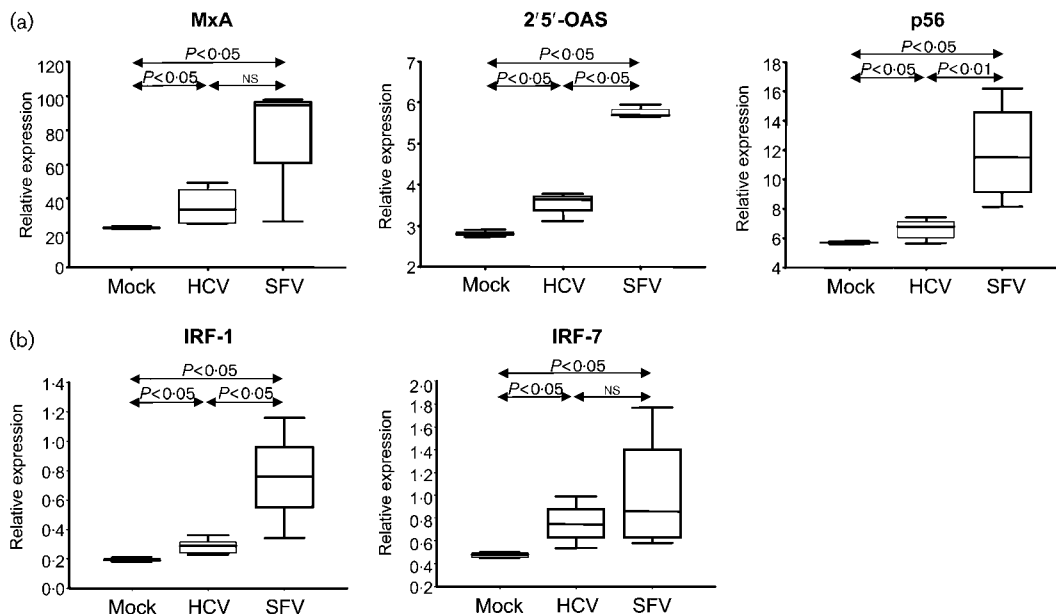 (a)
MxA
P<0·05
P<0·05
NS
120
100
80
60
40
20
0
Relative expression
Mock HCV SFV
2′5′-OAS
P<0·05
P<0·05 P<0·05
7
6
5
4
3
2
Relative expression
Mock HCV SFV
p56
P<0·05
P<0·05 P<0·01
18
16
14
12
10
8
6
4
Relative expression
Mock HCV SFV
(b)
IRF-1
P<0·05
P<0·05 P<0·05
1·4
1·2
1·0
0·8
0·6
0·4
0·2
0·0
Relative expression
Mock HCV SFV
IRF-7
P<0·05
P<0·05 NS
2·0
1·8
1·6
1·4
1·2
1·0
0·8
0·6
0·4
0·2
Relative expression
Mock HCV SFV